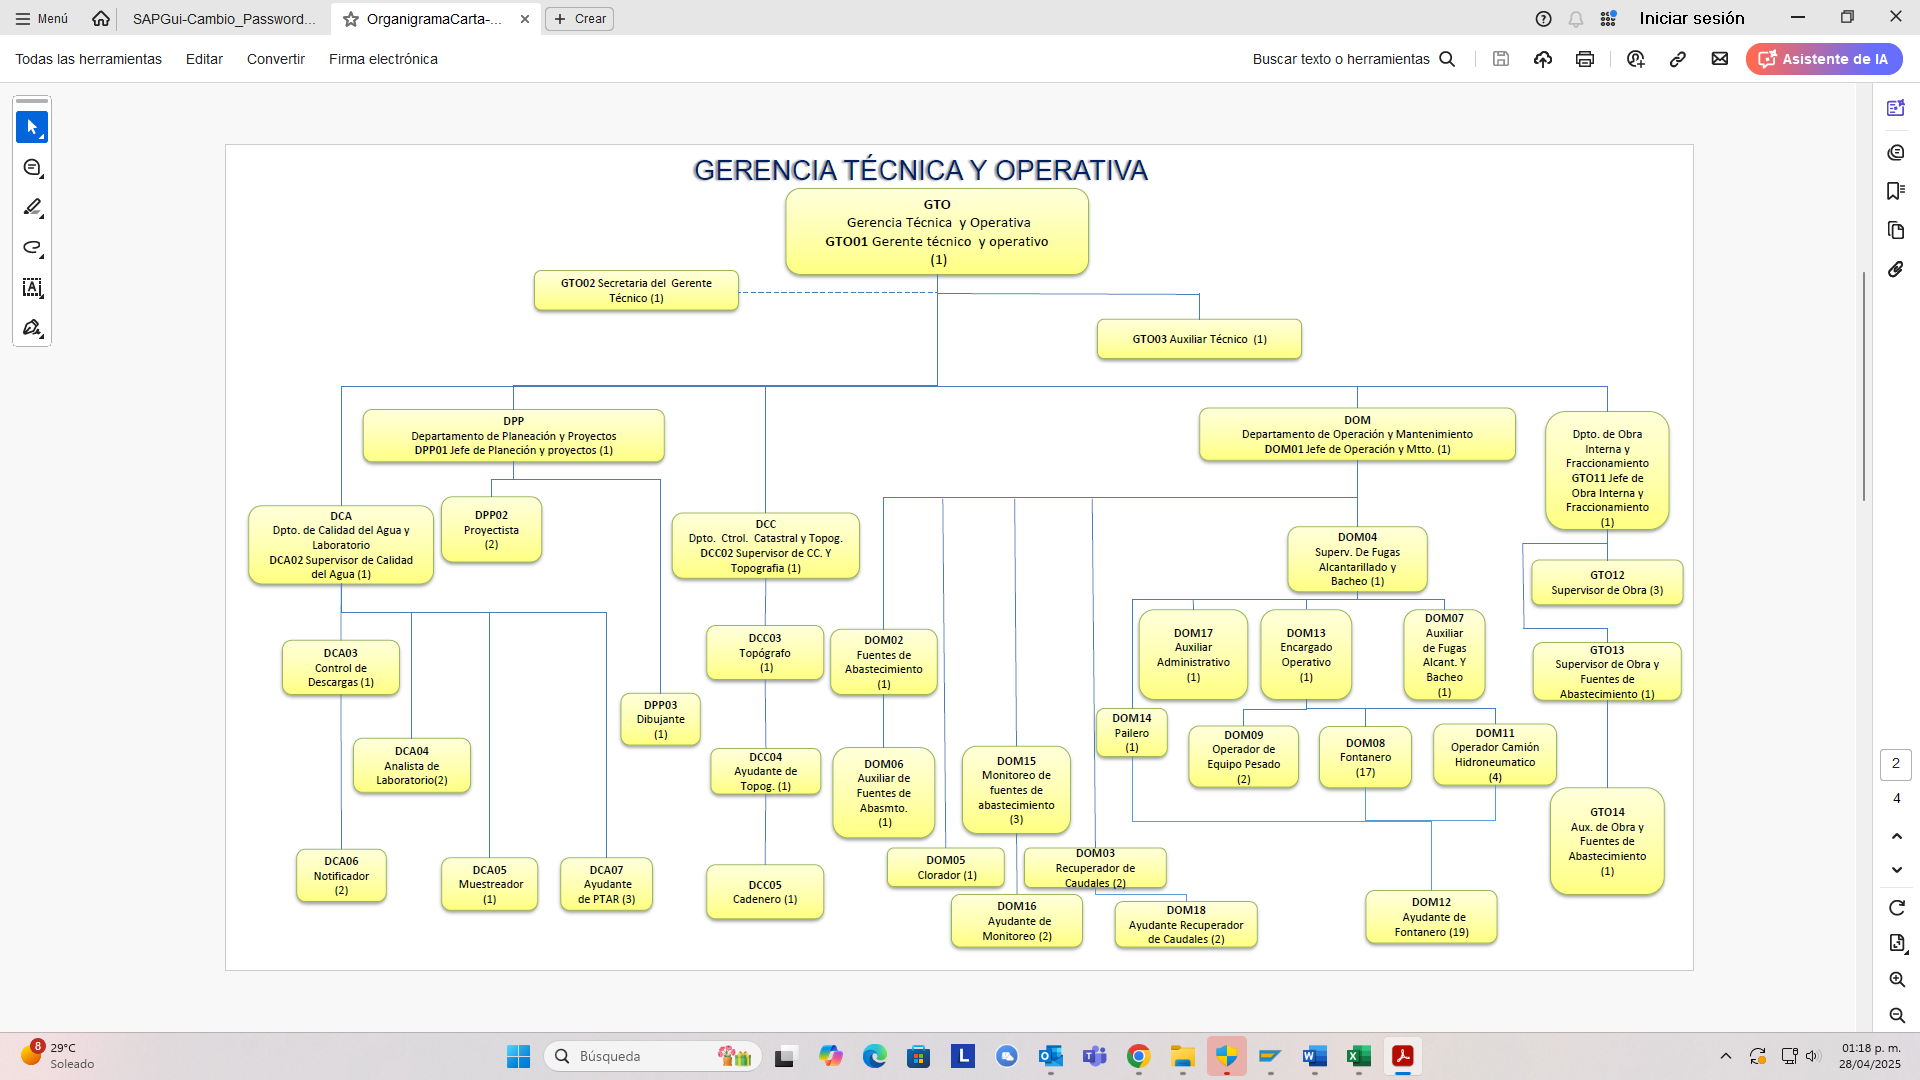 Menú
SAPGui-Cambio_Password...
OrganigramaCarta-...
Crear
Iniciar sesión
Todas las herramientas
Editar
Convertir
Firma electrónica
Buscar texto o herramientas
Asistente de IA
GERENCIA TÉCNICA Y OPERATIVA
GTO
Gerencia Técnica y Operativa
GTO01 Gerente técnico y operativo
(1)
GTO02 Secretaria del Gerente
Técnico (1)
GTO03 Auxiliar Técnico (1)
DPP
Departamento de Planeación y Proyectos
DPP01 Jefe de Planeción y proyectos (1)
DOM
Departamento de Operación y Mantenimiento
DOM01 Jefe de Operación y Mtto. (1)
Dpto. de Obra
Interna y
Fraccionamiento
GTO11 Jefe de
Obra Interna y
Fraccionamiento
(1)
DCA
Dpto. de Calidad del Agua y
Laboratorio
DCA02 Supervisor de Calidad
del Agua (1)
DPP02
Proyectista
(2)
DCC
Dpto. Ctrol. Catastral y Topog.
DCC02 Supervisor de CC. Y
Topografia (1)
DOM04
Superv. De Fugas
Alcantarillado y
Bacheo (1)
GTO12
Supervisor de Obra (3)
DCA03
Control de
Descargas (1)
DCC03
Topógrafo
(1)
DOM02
Fuentes de
Abastecimiento
(1)
DOM17
Auxiliar
Administrativo
(1)
DOM13
Encargado
Operativo
(1)
DOM07
Auxiliar
de Fugas
Alcant. Y
Bacheo
(1)
GTO13
Supervisor de Obra y
Fuentes de
Abastecimiento (1)
DPP03
Dibujante
(1)
DOM14
Pailero
(1)
DCA04
Analista de
Laboratorio(2)
DCC04
Ayudante de
Topog. (1)
DOM06
Auxiliar de
Fuentes de
Abasmto.
(1)
DOM15
Monitoreo de
fuentes de
abastecimiento
(3)
DOM09
Operador de
Equipo Pesado
(2)
DOM08
Fontanero
(17)
DOM11
Operador Camión
Hidroneumatico
(4)
GTO14
Aux. de Obra y
Fuentes de
Abastecimiento
(1)
DCA06
Notificador
(2)
DCA05
Muestreador
(1)
DCA07
Ayudante
de PTAR (3)
DCC05
Cadenero (1)
DOM05
Clorador (1)
DOM03
Recuperador de
Caudales (2)
DOM16
Ayudante de
Monitoreo (2)
DOM18
Ayudante Recuperador
de Caudales (2)
DOM12
Ayudante de
Fontanero (19)
2
4
8
29°C
Soleado
Búsqueda
01:18 p. m.
28/04/2025